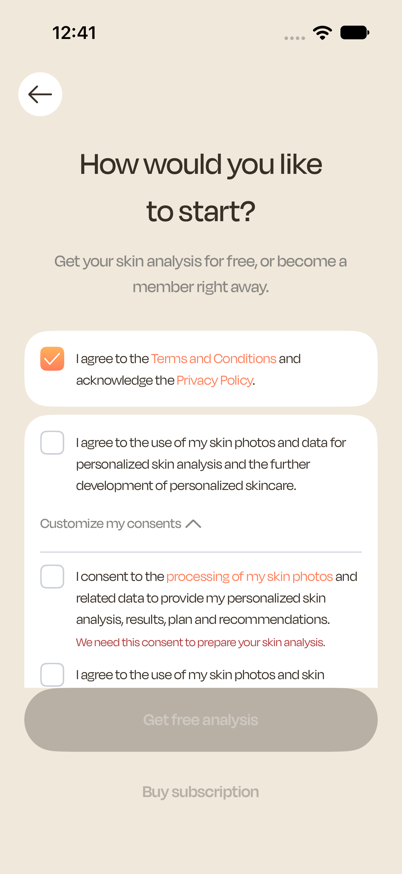 12:41
How would you like
to start?
Get your skin analysis for free, or become a
member right away.
I agree to the Terms and Conditions and
acknowledge the Privacy Policy.
I agree to the use of my skin photos and data for
personalized skin analysis and the further
development of personalized skincare.
Customize my consents
I consent to the processing of my skin photos and
related data to provide my personalized skin
analysis, results, plan and recommendations.
We need this consent to prepare your skin analysis.
I agree to the use of my skin photos and skin
Get free analysis
Buy subscription